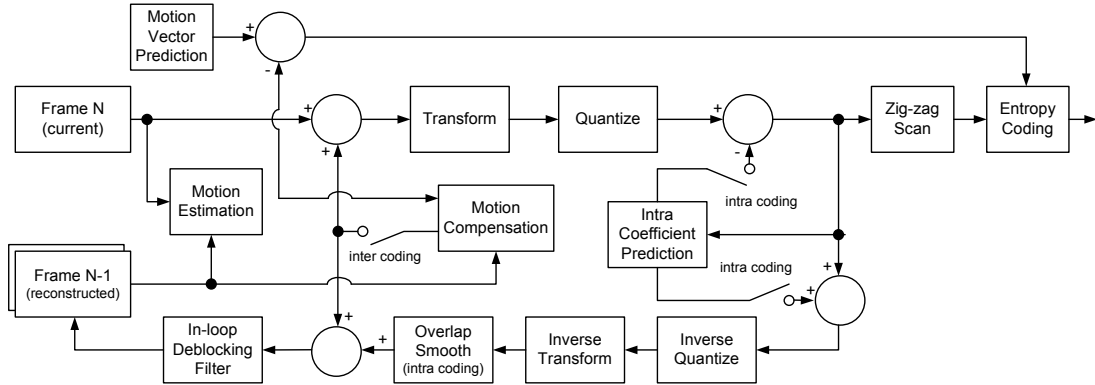 Motion
Vector
Prediction
+
-
Frame N
(current)
+
+
Transform
Quantize
+
-
Zig-zag
Scan
Entropy
Coding
intra coding
Motion
Estimation
Motion
Compensation
inter coding
Intra
Coefficient
Prediction
intra coding
+
+
Frame N-1
(reconstructed)
In-loop
Deblocking
Filter
+
+
Overlap
Smooth
(intra coding)
Inverse
Transform
Inverse
Quantize